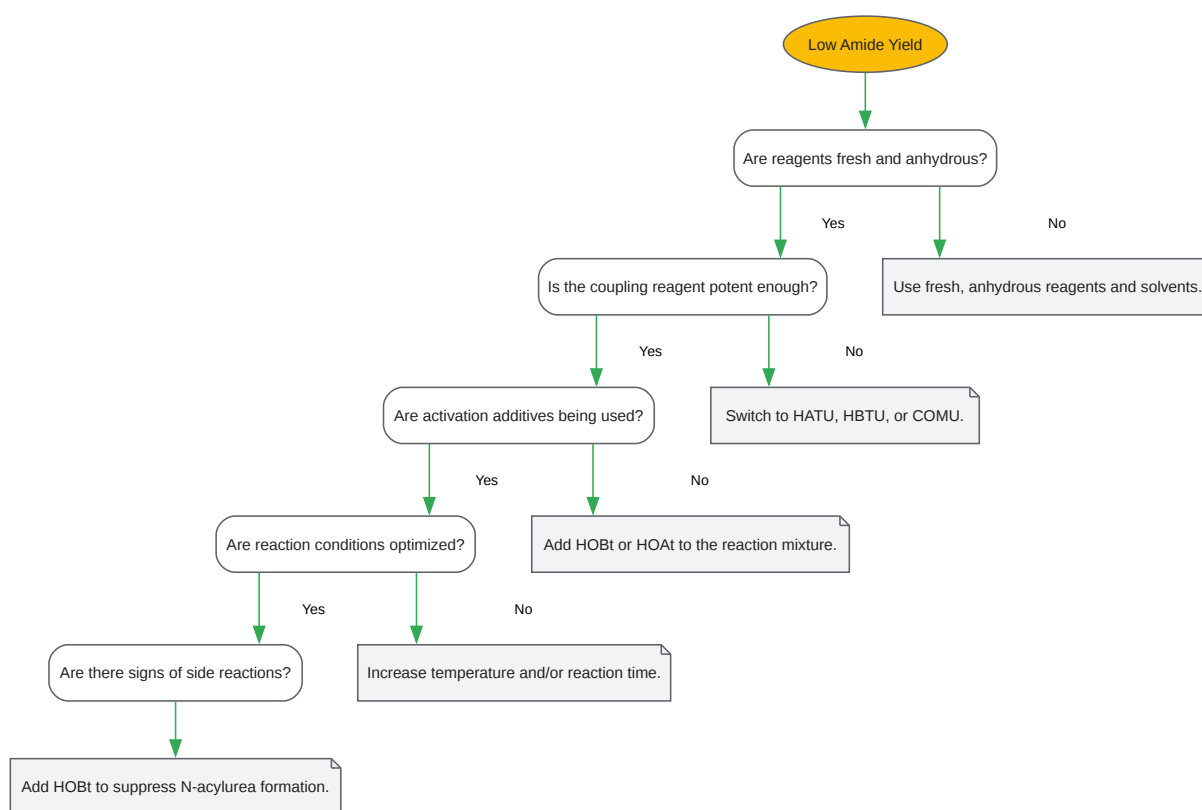 Low Amide Yield
Are reagents fresh and anhydrous?
Yes
No
Is the coupling reagent potent enough?
Use fresh, anhydrous reagents and solvents.
Yes
No
Are activation additives being used?
Switch to HATU, HBTU, or COMU.
Yes
No
Are reaction conditions optimized?
Add HOBt or HOAt to the reaction mixture.
Yes
No
Are there signs of side reactions?
Increase temperature and/or reaction time.
Add HOBt to suppress N-acylurea formation.